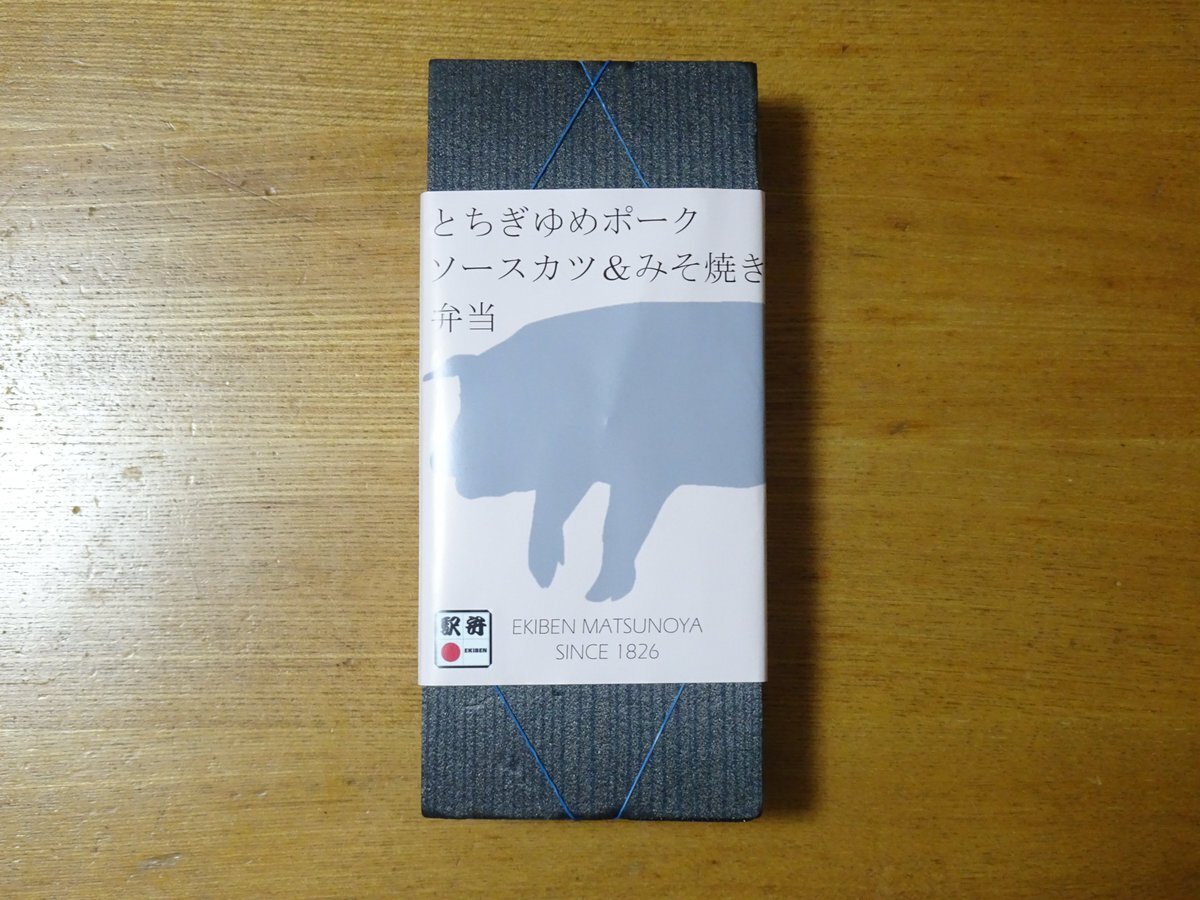 とちぎゆめポーク
ソースカツ＆みそ焼き
弁当
駅弁
EKIBEN
EKIBEN MATSUNOYA
SINCE 1826